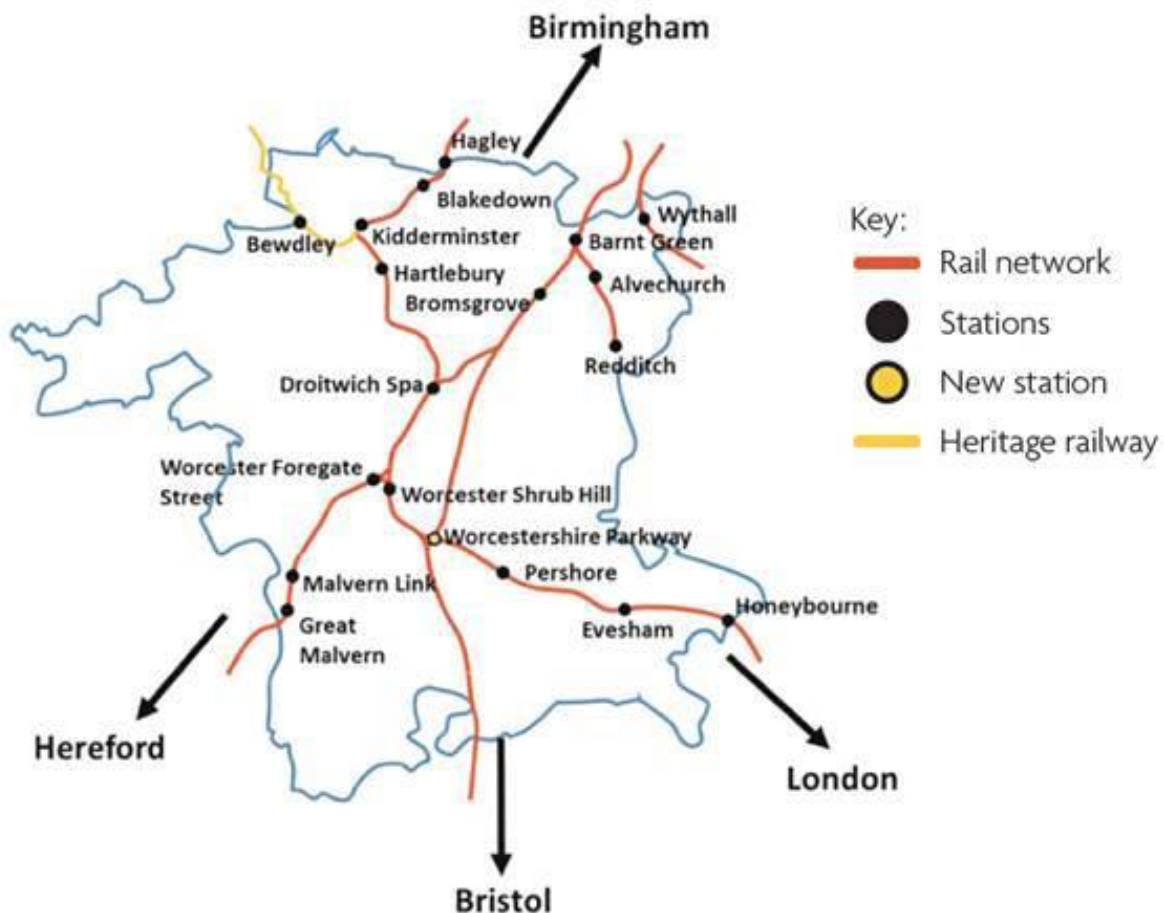 Birmingham
Hagley
Blakedown
Wythall
Bewdley
Kidderminster
Barnt Green
Hartlebury
Alvechurch
Bromsgrove
Redditch
Droitwich Spa
Worcester Foregate
Street
Worcester Shrub Hill
Worcestershire Parkway
Pershore
Malvern Link
Honeybourne
Evesham
Great
Malvern
Hereford
London
Bristol
Key:
Rail network
Stations
New station
Heritage railway